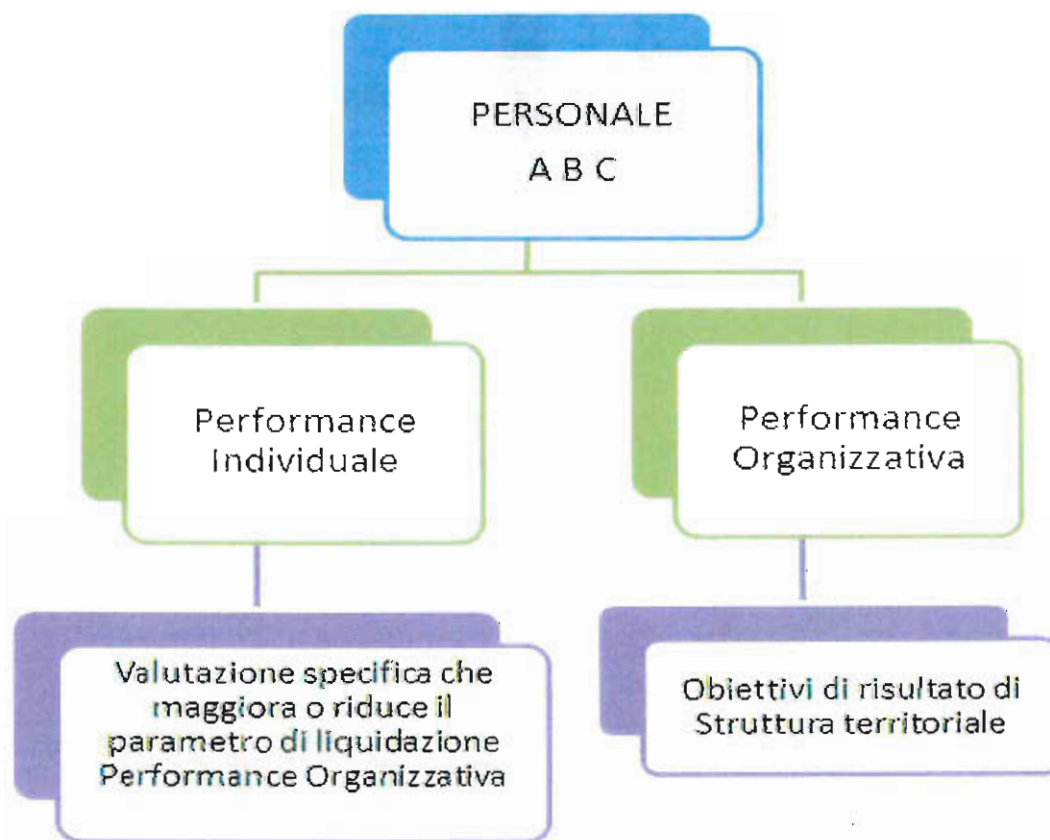 PERSONALE
A B C
Performance
Individuale
Performance
Organizzativa
Valutazione specifica che
maggiora o riduce il
parametro di liquidazione
Performance Organizzativa
Obiettivi di risultato di
Struttura territoriale